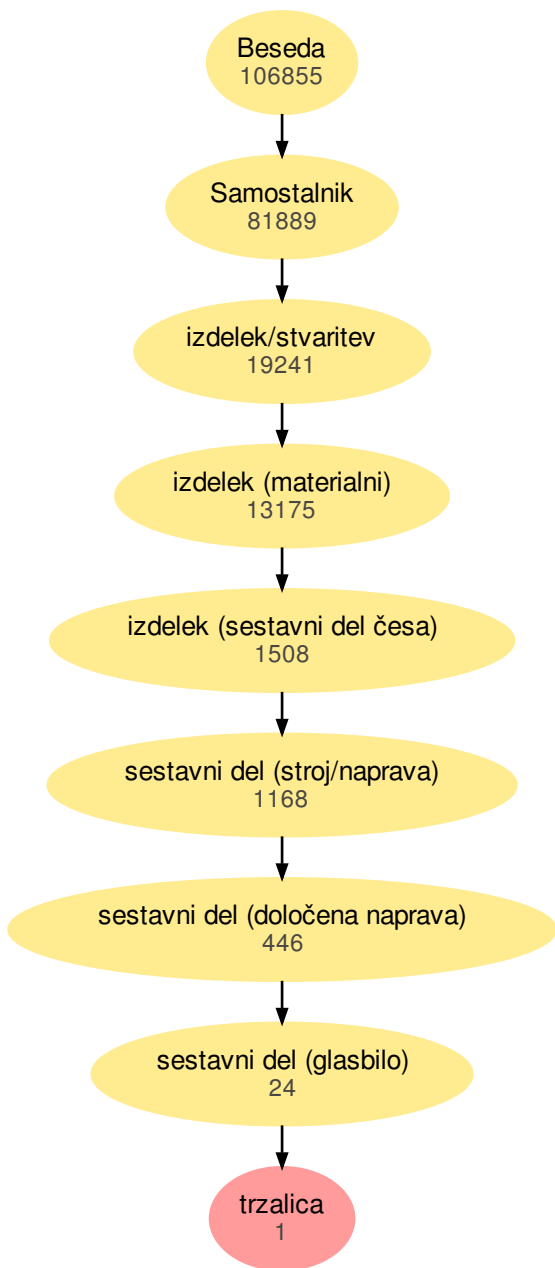 Beseda
106855
Samostalnik
81889
izdelek/stvaritev
19241
izdelek (materialni)
13175
izdelek (sestavni del česa)
1508
sestavni del (stroj/naprava)
1168
sestavni del (določena naprava)
446
sestavni del (glasbilo)
24
trzalica
1